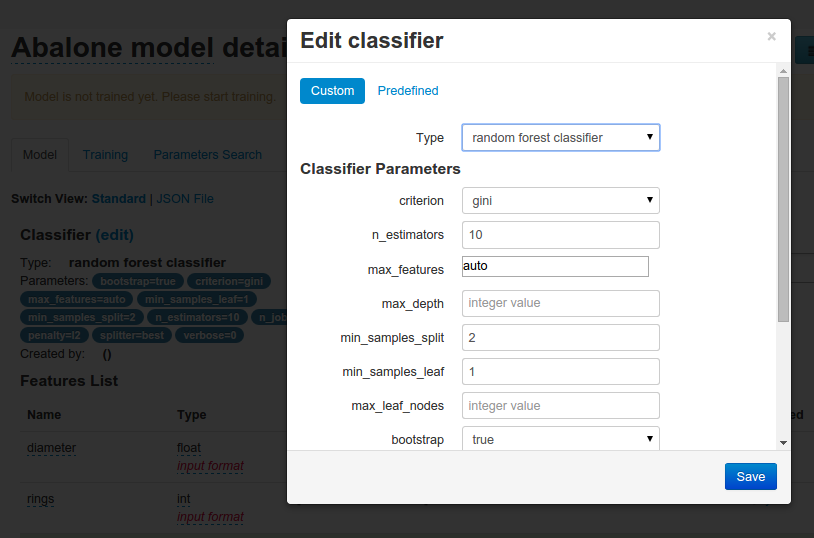 Edit classifier ×
Abalone model detai
Custom Predefined
Model is not trained yet. Please start training.
Type random forest classifier
Model Training Parameters Search
Classifier Parameters
Switch View: Standard | JSON File
criterion gini
Classifier (edit)
n_estimators 10
Type: random forest classifier
max_features auto
Parameters: bootstrap=true criterion=gini
max_features=auto min_samples_leaf=1
max_depth integer value
min_samples_split=2 n_estimators=10 n_job
penalty=l2 splitter=best verbose=0
min_samples_split 2
Created by: ()
min_samples_leaf 1
Features List
max_leaf_nodes integer value
Name Type ed
bootstrap true
diameter float
input format
Save
rings int
input format